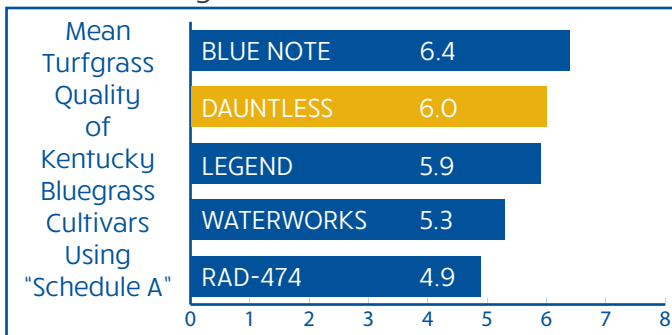 Mean
Turfgrass
Quality
of
Kentucky
Bluegrass
Cultivars
Using
"Schedule A"
BLUE NOTE 6.4
DAUNTLESS 6.0
LEGEND 5.9
WATERWORKS 5.3
RAD-474 4.9
0 1 2 3 4 5 6 7 8